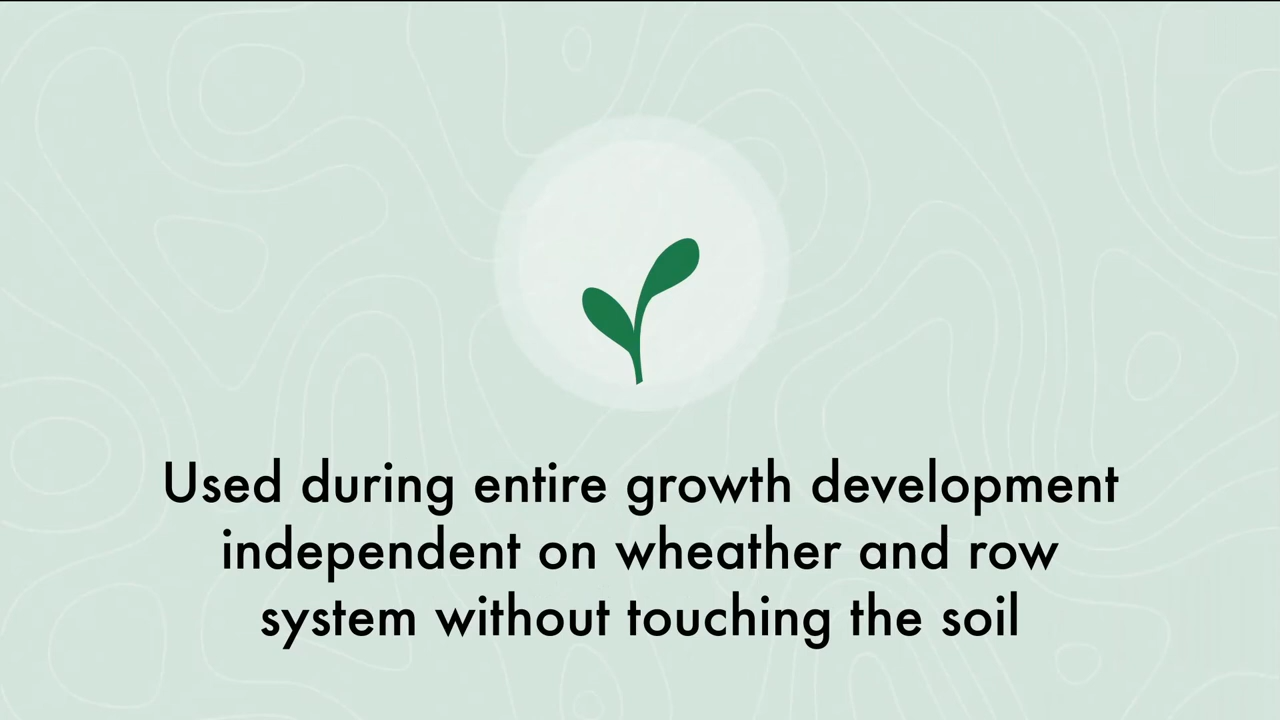 Used during entire growth development
independent on wheather and row
system without touching the soil